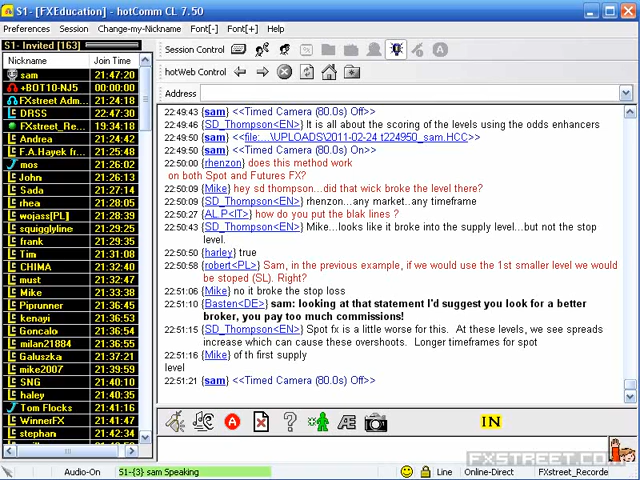 S1- [FXEducation] - hotComm CL 7.50
Preferences Session Change-my-Nickname Font[-] Font[+] Help
S1- Invited [163]
Session Control
Nickname Join Time
hotWeb Control
Address
sam 21:47:20
+BOT10-NJ5 00:00:00
FXstreet Adm... 21:24:18
DRSS 22:47:30
FXstreet_Re... 19:34:18
Andrea 21:24:42
F.A.Hayek fr... 21:25:48
mos 21:26:02
John 21:26:13
Sada 21:27:14
rhea 21:28:05
wojass[PL] 21:28:39
squigglyline 21:29:25
frank 21:29:35
Tim 21:31:08
CHIMA 21:32:40
must 21:32:47
Mike 21:33:38
Piprunner 21:36:45
kenayi 21:36:53
Goncalo 21:36:54
milan21884 21:36:55
Galuszka 21:37:21
mike2007 21:39:59
SNG 21:40:10
haley 21:40:35
Tom Flocks 21:41:16
WinnerFX 21:41:47
stephan 21:42:34
22:49:43 {sam} <<Timed Camera (80.0s) Off>>
22:49:46 {SD_Thompson<EN} It is all about the scoring of the levels using the odds enhancers
22:49:50 {sam} <<file:...\UPLOADS\2011-02-24 t224950_sam.HCC>>
22:49:50 {sam} <<Timed Camera (80.0s) On>>
22:50:00 {rhenzon} does this method work
on both Spot and Futures FX?
22:50:09 {Mike} hey sd thompson...did that wick broke the level there?
22:50:09 {SD_Thompson<EN} rhenzon..any market..any timeframe
22:50:27 {AL.P<IT} how do you put the blak lines ?
22:50:43 {SD_Thompson<EN} Mike...looks like it broke into the supply level...but not the stop
level.
22:50:50 {harley} true
22:50:58 {robert<PL} Sam, in the previous example, if we would use the 1st smaller level we would
be stoped (SL). Right?
22:51:06 {Mike} no it broke the stop loss
22:51:10 {Basten<DE} sam: looking at that statement I'd suggest you look for a better
broker, you pay too much commissions!
22:51:15 {SD_Thompson<EN} Spot fx is a little worse for this. At these levels, we see spreads
increase which can cause these overshoots. Longer timeframes for spot
22:51:16 {Mike} of th first supply
level
22:51:21 {sam} <<Timed Camera (80.0s) Off>>
IN
FXSTREET.COM
Audio-On S1-{3} sam Speaking Line Online-Direct FXstreet_Recorde